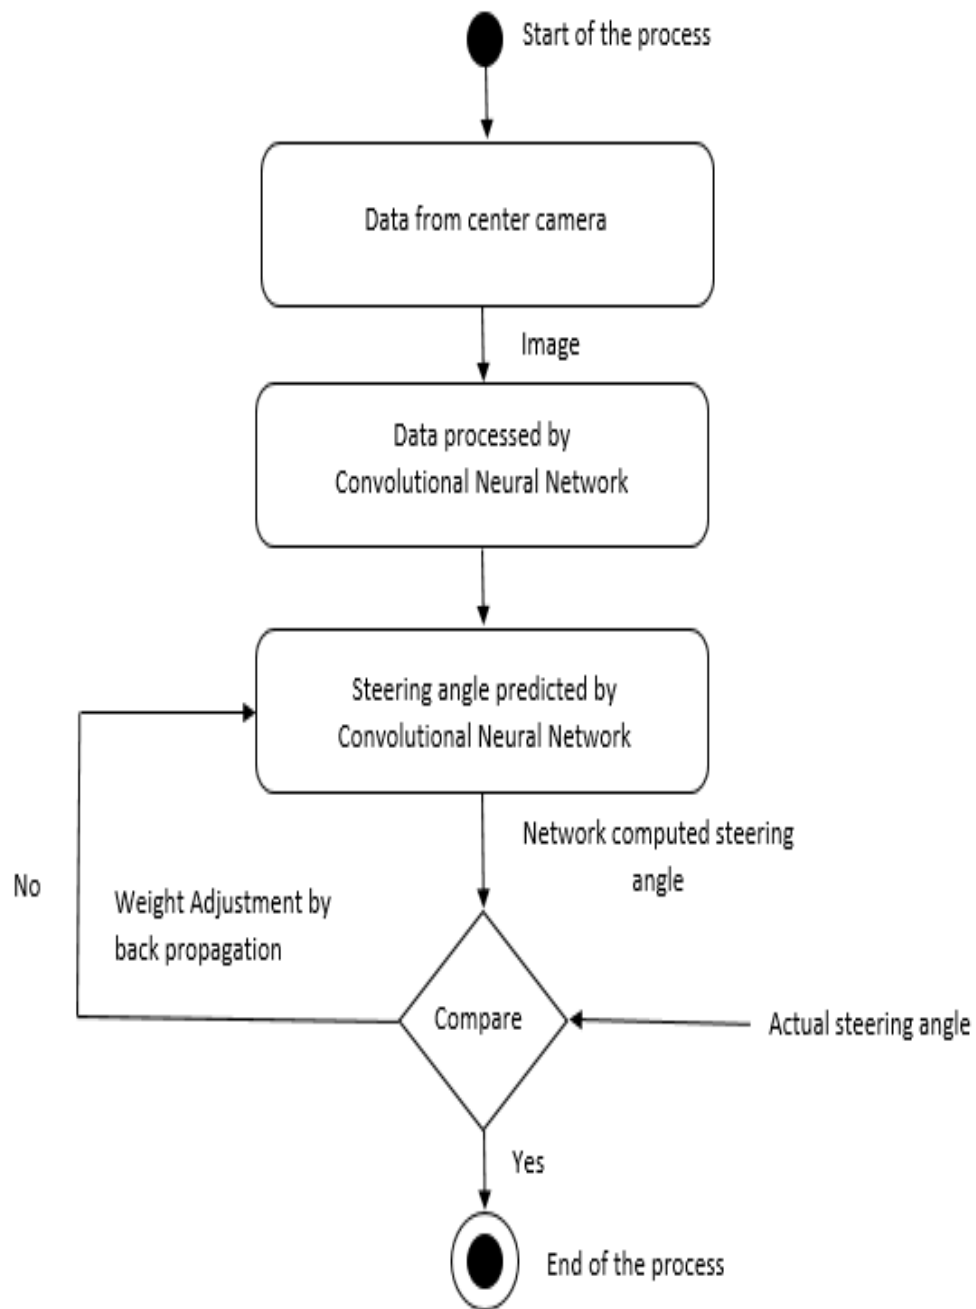 Start of the process
Data from center camera
Image
Data processed by
Convolutional Neural Network
Steering angle predicted by
Convolutional Neural Network
Network computed steering
angle
No
Weight Adjustment by
back propagation
Compare
Actual steering angle
Yes
End of the process